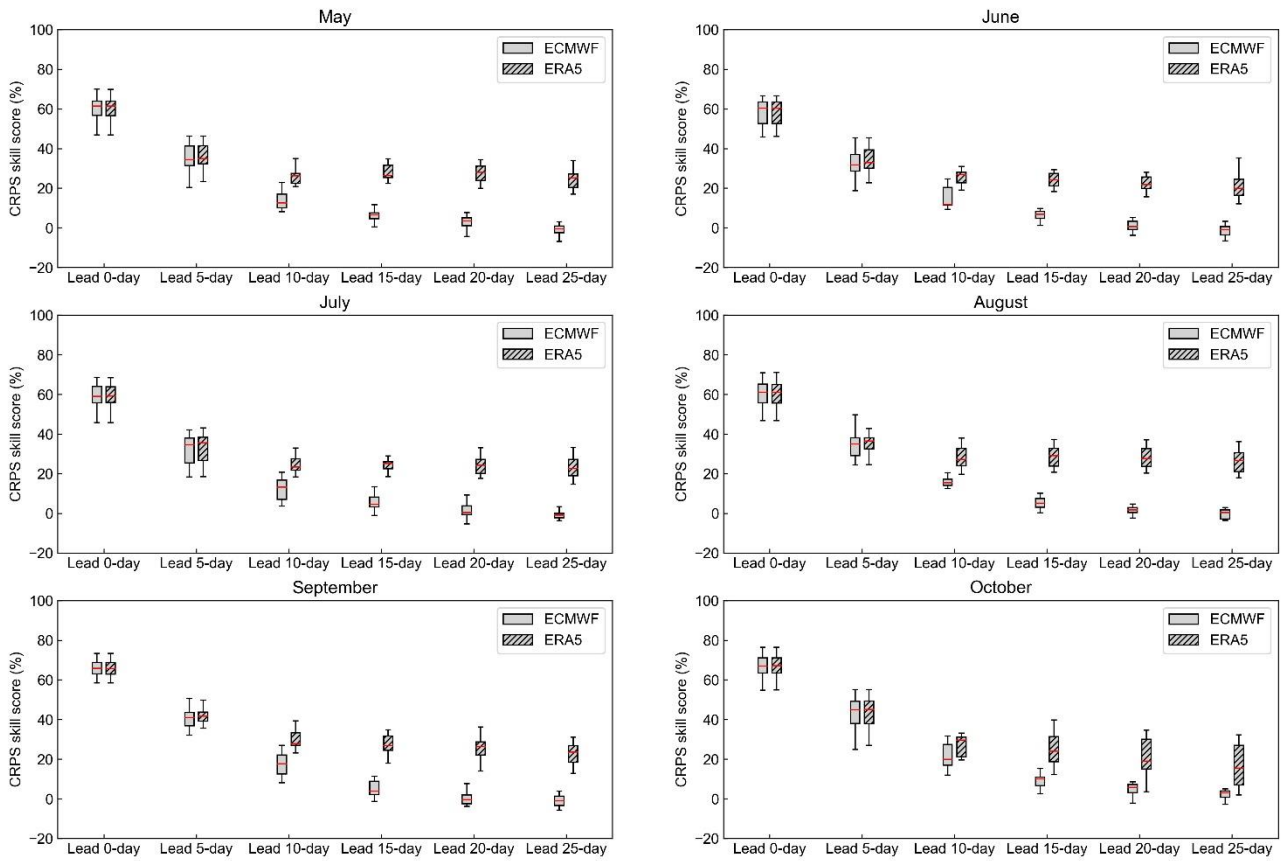 May
CRPS skill score (%)
100
80
60
40
20
0
−20
ECMWF
ERA5
Lead 0-day Lead 5-day Lead 10-day Lead 15-day Lead 20-day Lead 25-day
June
CRPS skill score (%)
100
80
60
40
20
0
−20
ECMWF
ERA5
Lead 0-day Lead 5-day Lead 10-day Lead 15-day Lead 20-day Lead 25-day
July
CRPS skill score (%)
100
80
60
40
20
0
−20
ECMWF
ERA5
Lead 0-day Lead 5-day Lead 10-day Lead 15-day Lead 20-day Lead 25-day
August
CRPS skill score (%)
100
80
60
40
20
0
−20
ECMWF
ERA5
Lead 0-day Lead 5-day Lead 10-day Lead 15-day Lead 20-day Lead 25-day
September
CRPS skill score (%)
100
80
60
40
20
0
−20
ECMWF
ERA5
Lead 0-day Lead 5-day Lead 10-day Lead 15-day Lead 20-day Lead 25-day
October
CRPS skill score (%)
100
80
60
40
20
0
−20
ECMWF
ERA5
Lead 0-day Lead 5-day Lead 10-day Lead 15-day Lead 20-day Lead 25-day